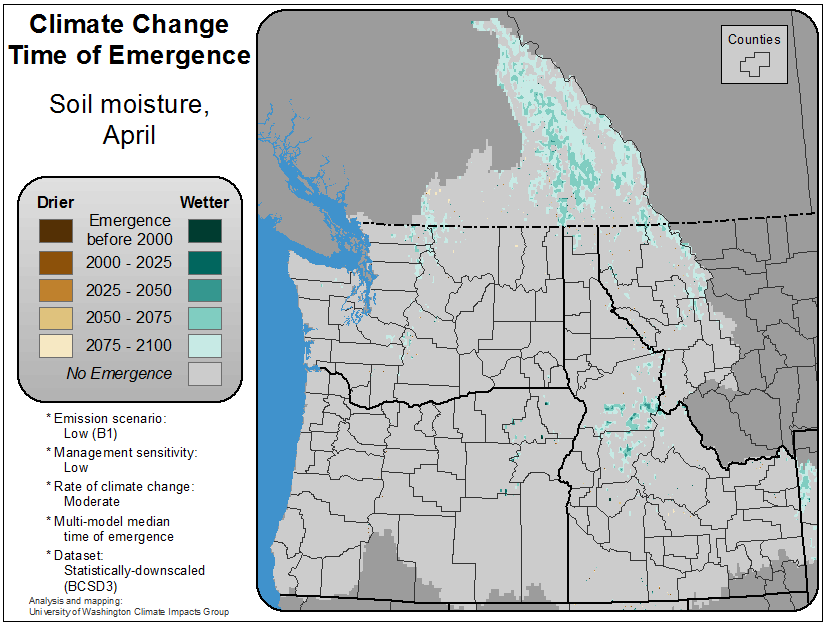 Climate Change
Time of Emergence
Soil moisture,
April
Counties
Drier Wetter
Emergence
before 2000
2000 - 2025
2025 - 2050
2050 - 2075
2075 - 2100
No Emergence
* Emission scenario:
Low (B1)
* Management sensitivity:
Low
* Rate of climate change:
Moderate
* Multi-model median
time of emergence
* Dataset:
Statistically-downscaled
(BCSD3)
Analysis and mapping:
University of Washington Climate Impacts Group